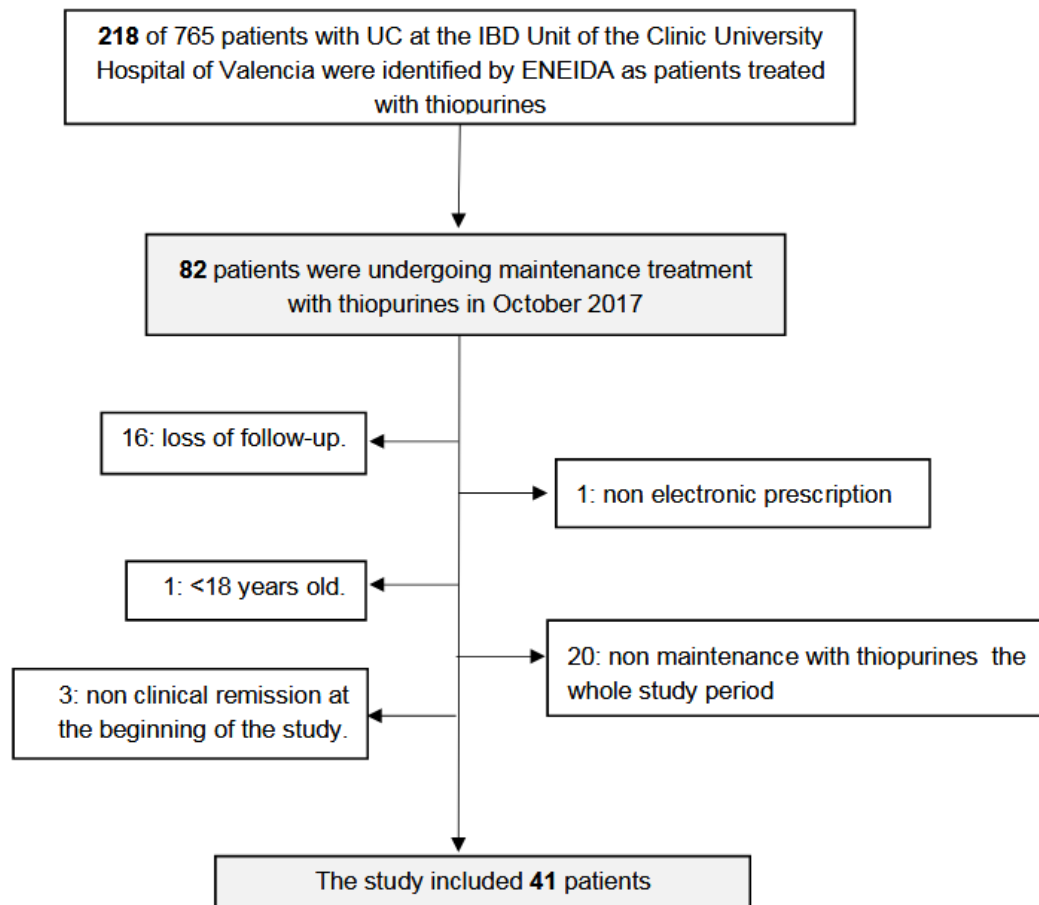 218 of 765 patients with UC at the IBD Unit of the Clinic University
Hospital of Valencia were identified by ENEIDA as patients treated
with thiopurines
82 patients were undergoing maintenance treatment
with thiopurines in October 2017
16: loss of follow-up.
1: non electronic prescription
1: <18 years old.
20: non maintenance with thiopurines the
whole study period
3: non clinical remission at
the beginning of the study.
The study included 41 patients